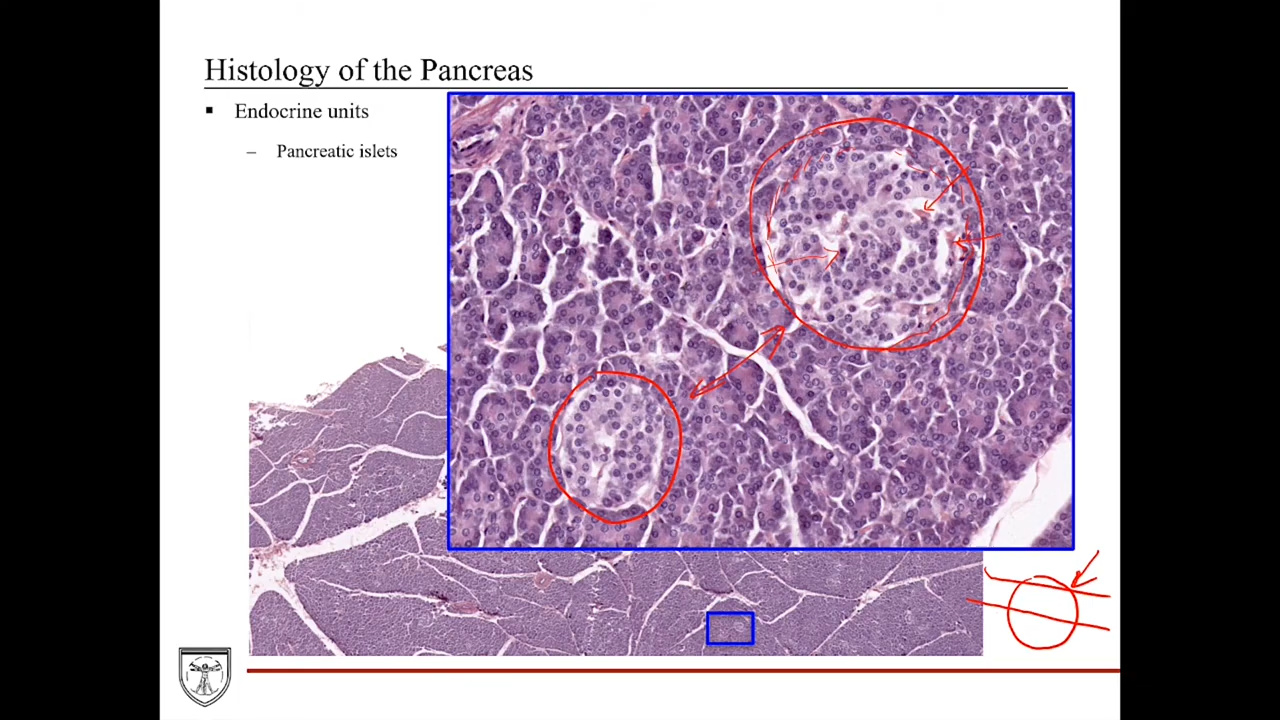 Histology of the Pancreas
▪ Endocrine units
– Pancreatic islets